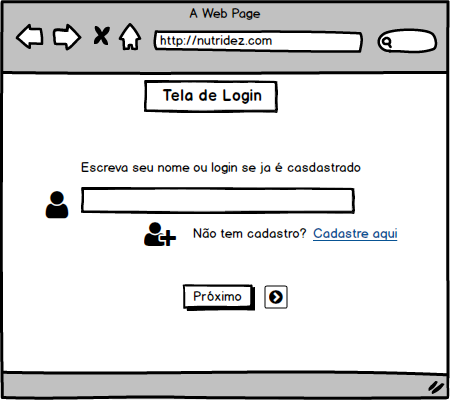 A Web Page
http://nutridez.com
Tela de Login
Escreva seu nome ou login se ja é casdastrado
Não tem cadastro? Cadastre aqui
Próximo